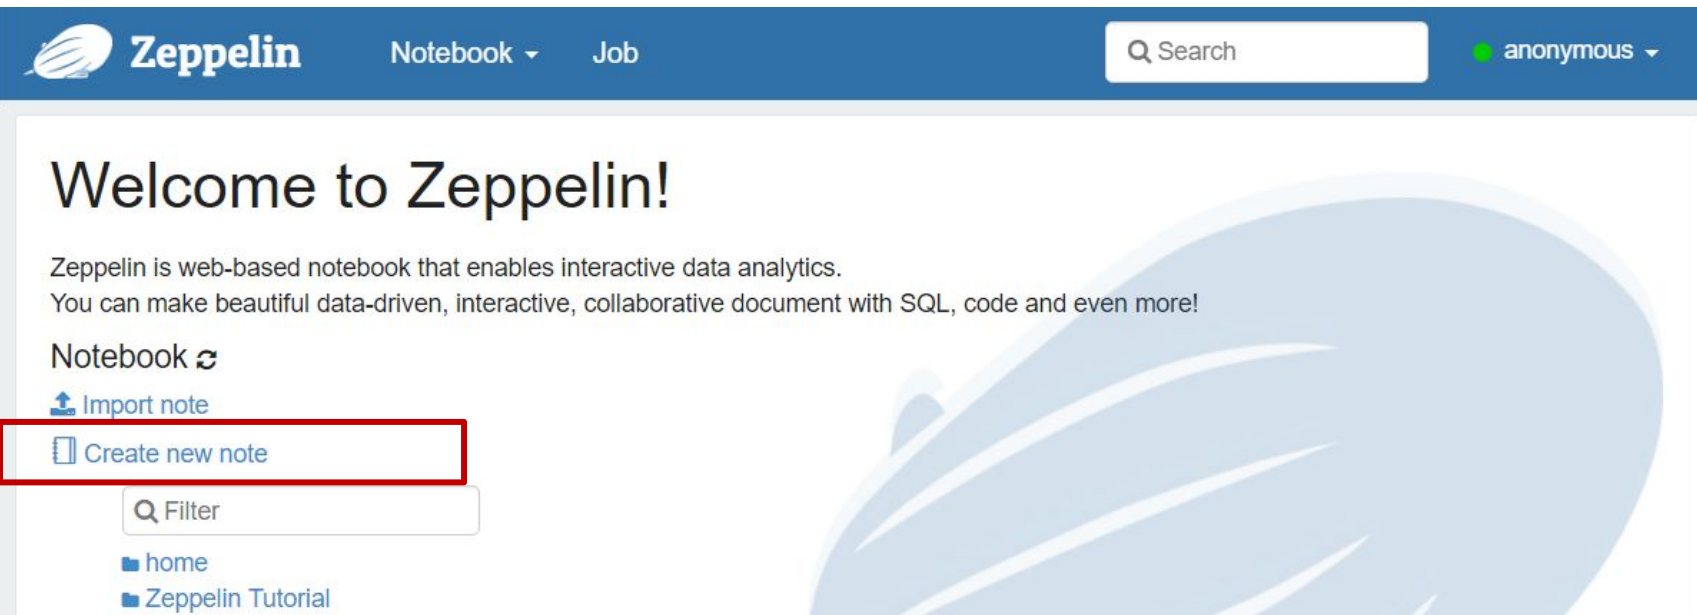 Zeppelin Notebook Job Search anonymous
Welcome to Zeppelin!
Zeppelin is web-based notebook that enables interactive data analytics.
You can make beautiful data-driven, interactive, collaborative document with SQL, code and even more!
Notebook
Import note
Create new note
Filter
home
Zeppelin Tutorial